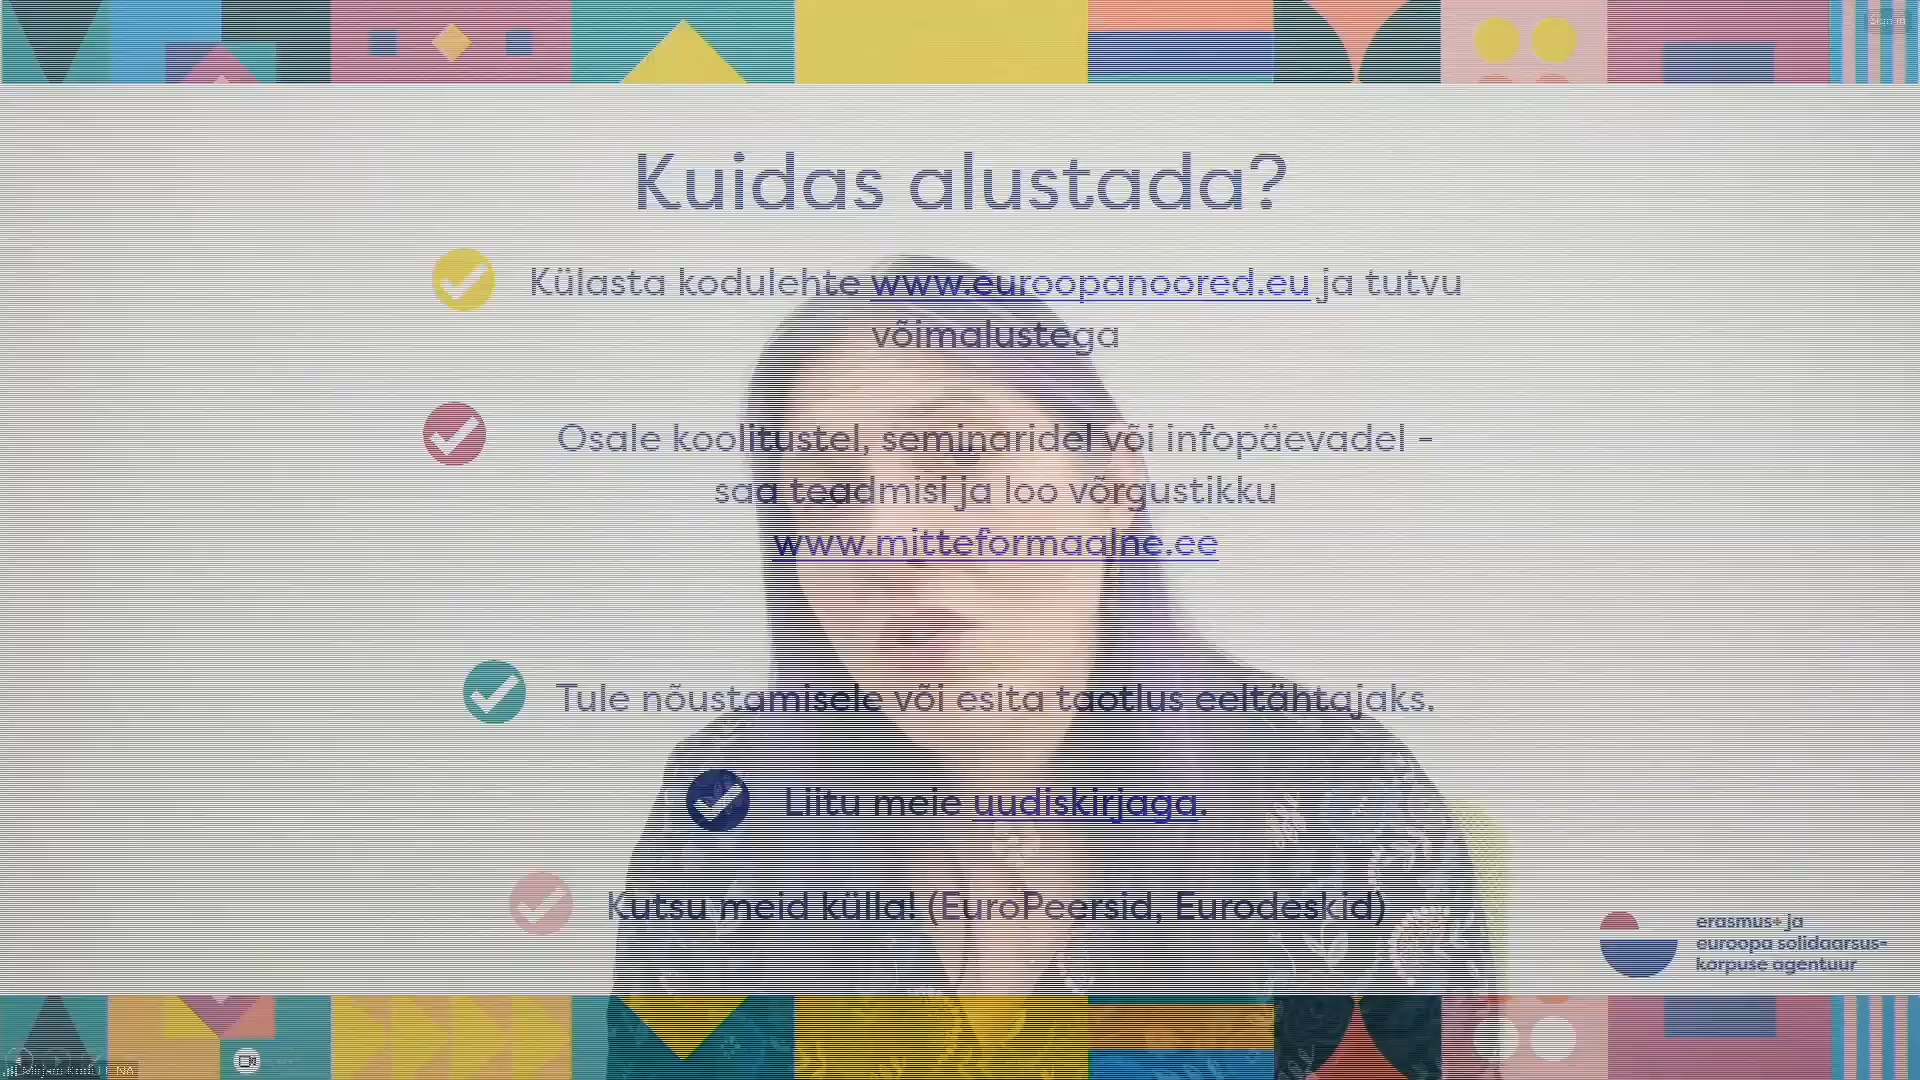 Kuidas alustada?
Külasta kodulehte www.euroopanoored.eu ja tutvu
võimalustega
Osale koolitustel, seminaridel või infopäevadel -
saa teadmisi ja loo võrgustikku
www.mitteformaalne.ee
Tule nõustamisele või esita taotlus eeltähtajaks.
Liitu meie uudiskirjaga.
Kutsu meid külla! (EuroPeersid, Eurodeskid)
erasmus+ ja
euroopa solidaarsus-
korpuse agentuur
Sign in